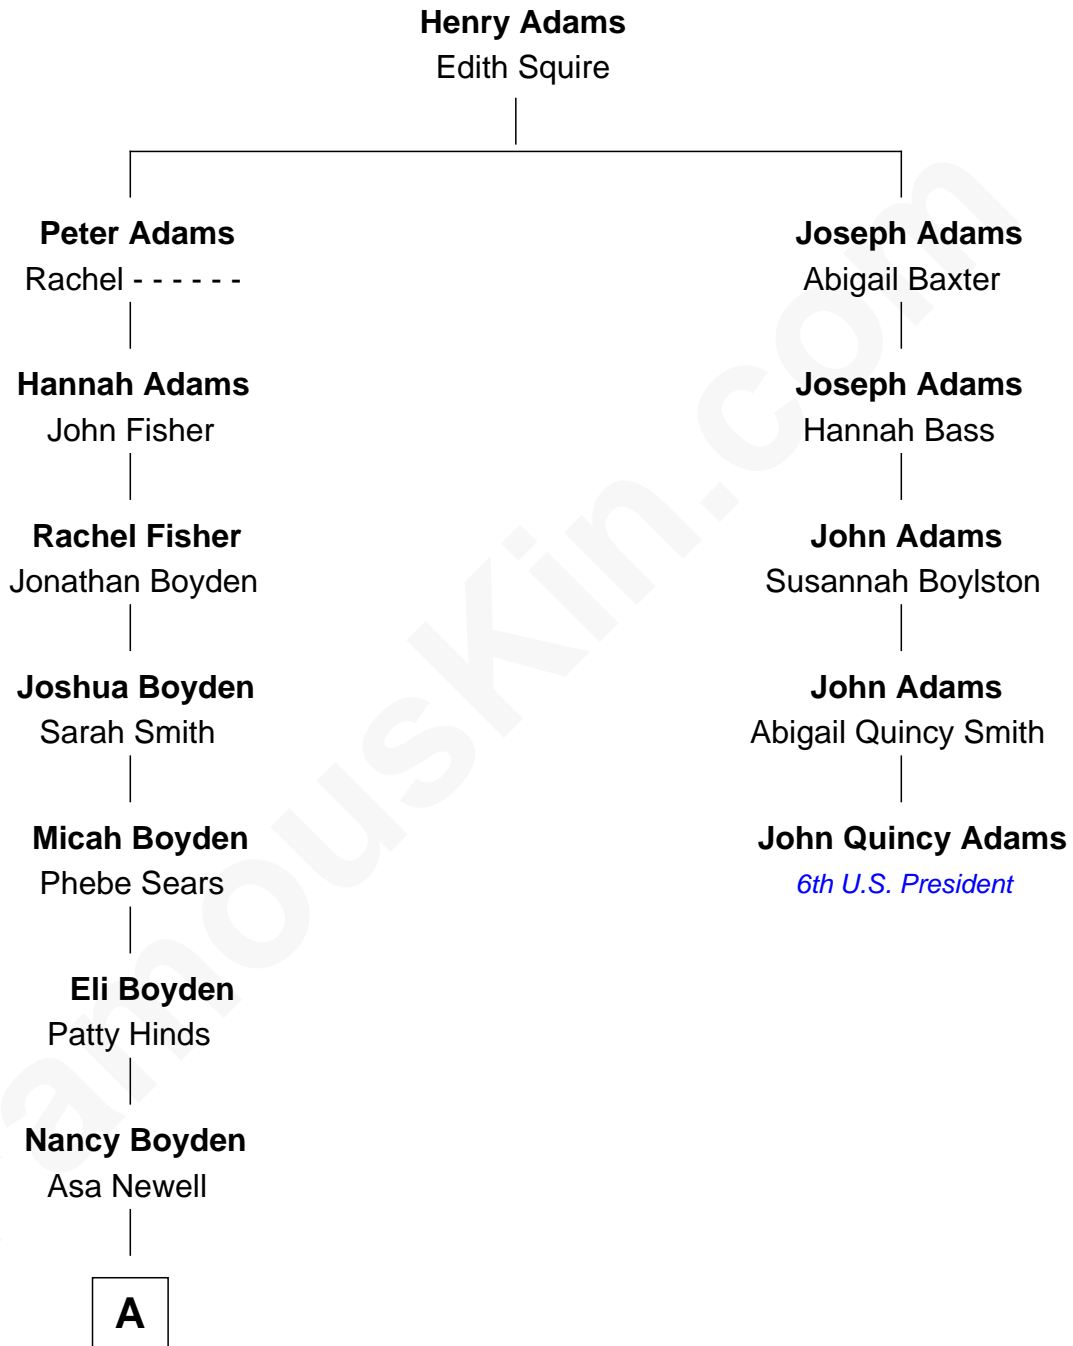 Henry Adams
Edith Squire
Peter Adams
Rachel - - - - - -
Joseph Adams
Abigail Baxter
Hannah Adams
John Fisher
Joseph Adams
Hannah Bass
Rachel Fisher
Jonathan Boyden
John Adams
Susannah Boylston
Joshua Boyden
Sarah Smith
John Adams
Abigail Quincy Smith
Micah Boyden
Phebe Sears
John Quincy Adams
6th U.S. President
Eli Boyden
Patty Hinds
Nancy Boyden
Asa Newell
A
amouskin.com